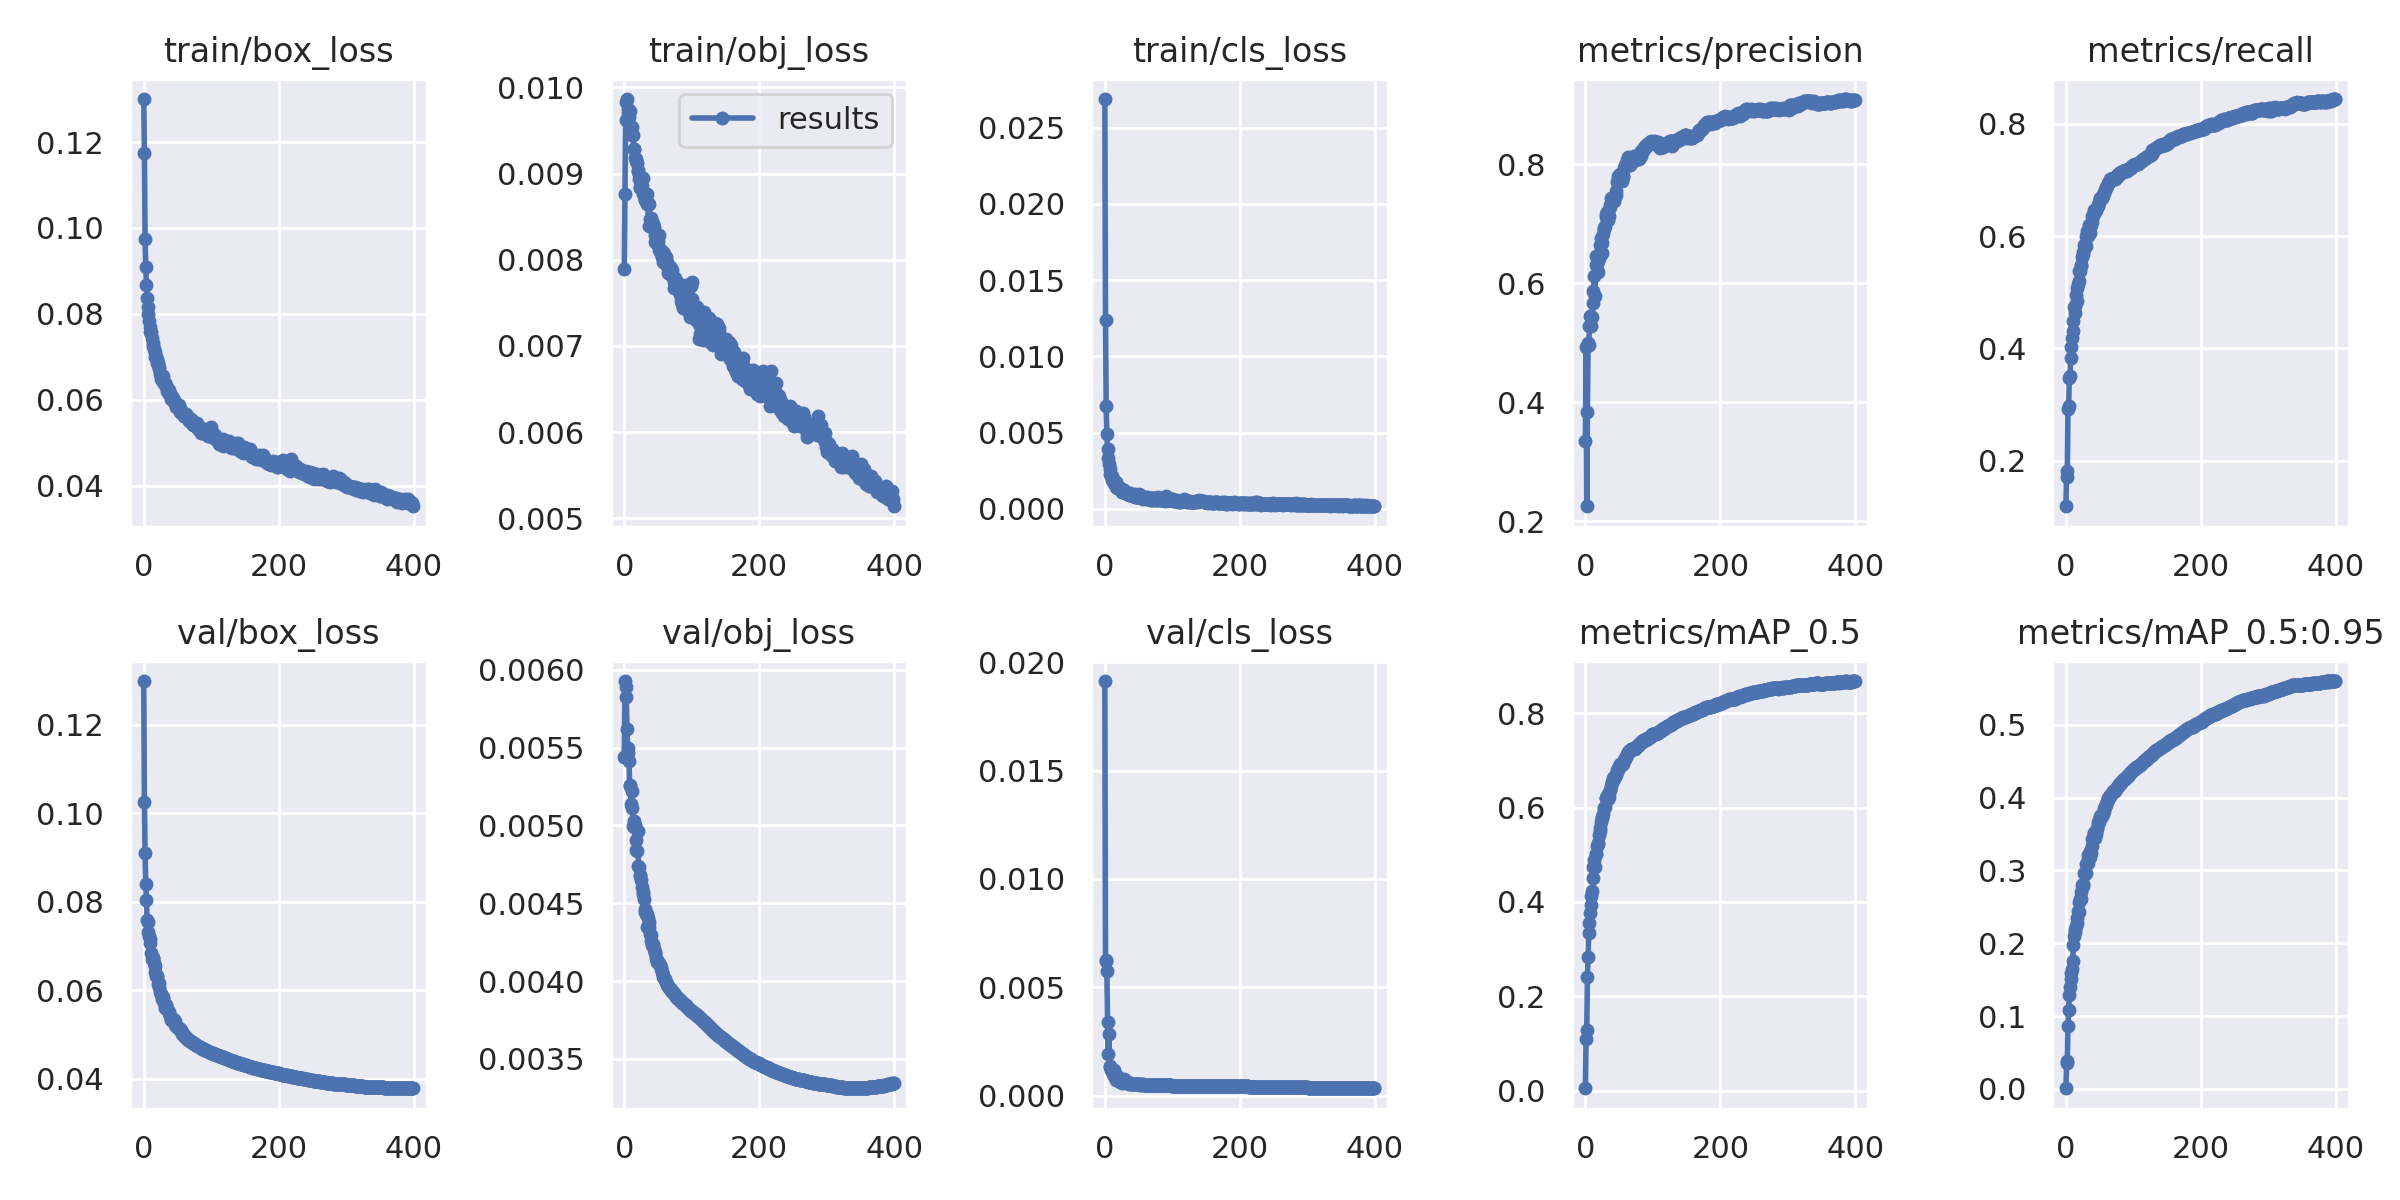 train/box_loss
0.12
0.10
0.08
0.06
0.04
0 200 400
train/obj_loss
results
0.010
0.009
0.008
0.007
0.006
0.005
0 200 400
train/cls_loss
0.025
0.020
0.015
0.010
0.005
0.000
0 200 400
metrics/precision
0.8
0.6
0.4
0.2
0 200 400
metrics/recall
0.8
0.6
0.4
0.2
0 200 400
val/box_loss
0.12
0.10
0.08
0.06
0.04
0 200 400
val/obj_loss
0.0060
0.0055
0.0050
0.0045
0.0040
0.0035
0 200 400
val/cls_loss
0.020
0.015
0.010
0.005
0.000
0 200 400
metrics/mAP_0.5
0.8
0.6
0.4
0.2
0.0
0 200 400
metrics/mAP_0.5:0.95
0.5
0.4
0.3
0.2
0.1
0.0
0 200 400